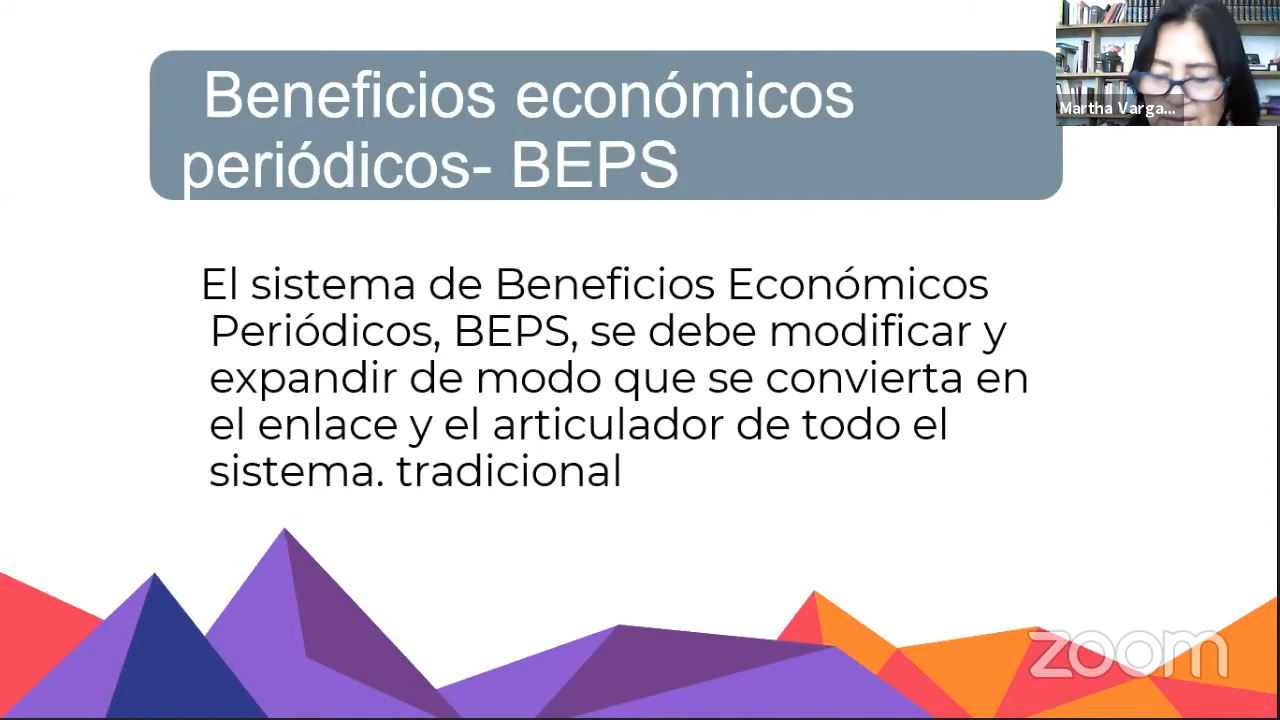 Beneficios económicos
periódicos- BEPS
Martha Varga...
El sistema de Beneficios Económicos
Periódicos, BEPS, se debe modificar y
expandir de modo que se convierta en
el enlace y el articulador de todo el
sistema. tradicional
zoom